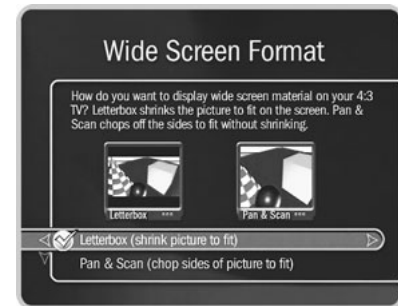 Wide Screen Format
How do you want to display wide screen material on your 4:3
TV? Letterbox shrinks the picture to fit on the screen. Pan &
Scan chops off the sides to fit without shrinking.
Letterbox
Pan & Scan
Letterbox (shrink picture to fit)
Pan & Scan (chop sides of picture to fit)